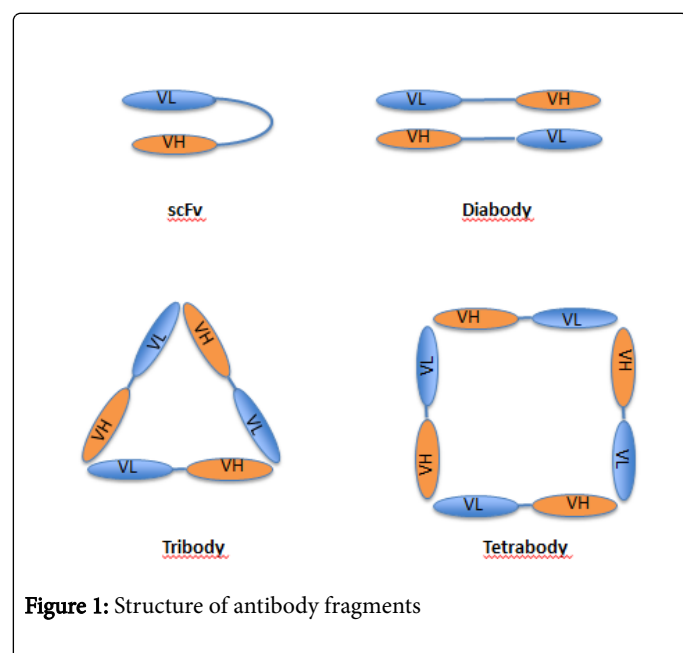 VL
VH
scFv
VL VH
VH VL
Diabody
VL VH
VH VL
VL VH
Tribody
VH VL
VL VH
VH VL
VL VH
Tetrabody
Figure 1: Structure of antibody fragments